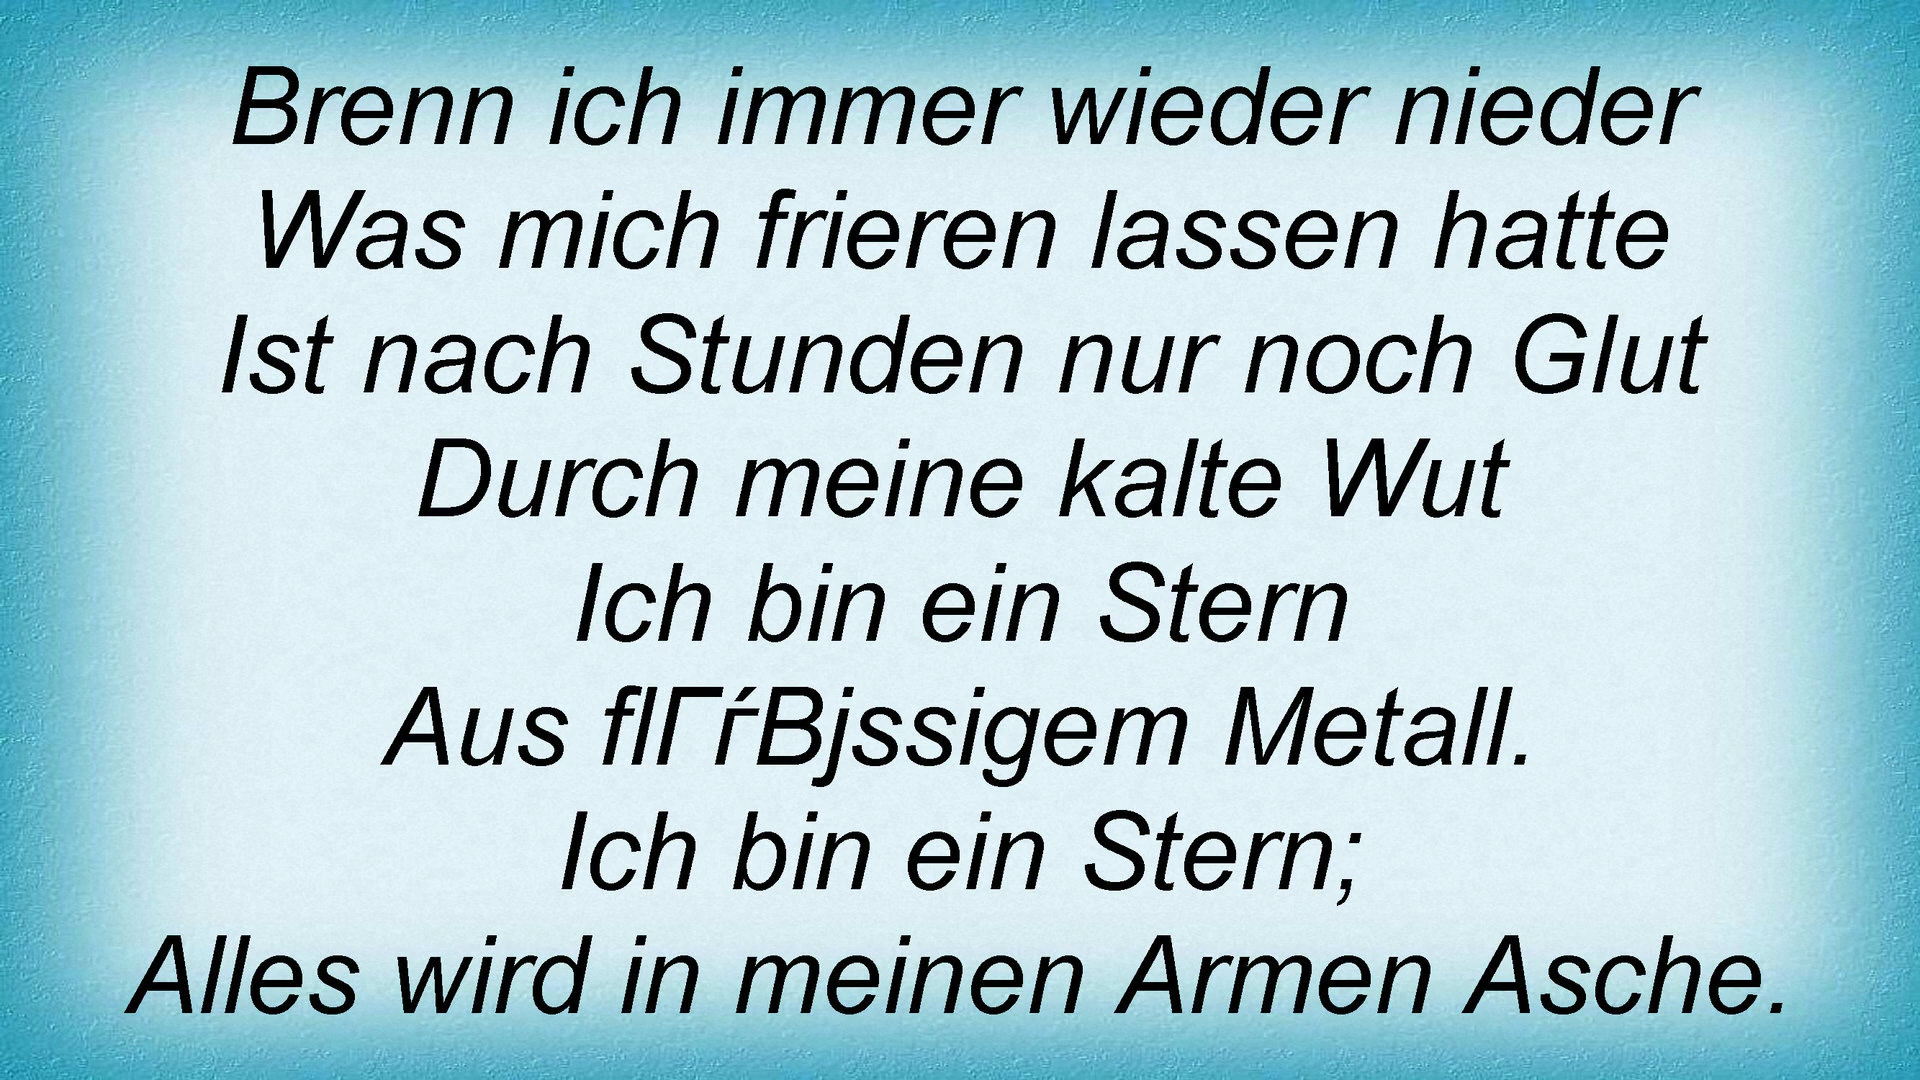 Brenn ich immer wieder nieder
Was mich frieren lassen hatte
Ist nach Stunden nur noch Glut
Durch meine kalte Wut
Ich bin ein Stern
Aus flГѓВјssigem Metall.
Ich bin ein Stern;
Alles wird in meinen Armen Asche.